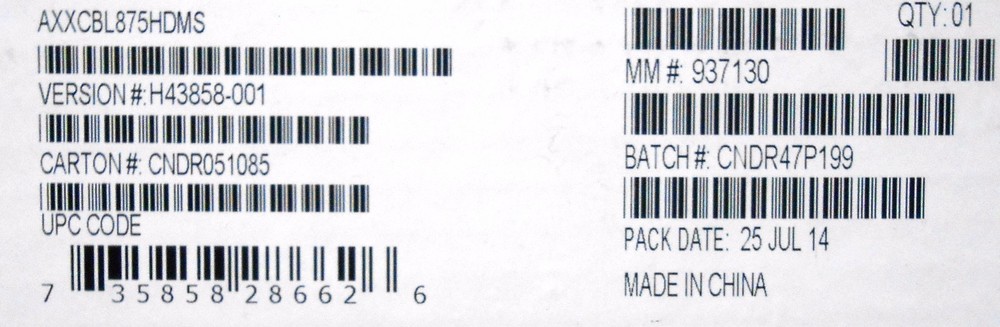 AXXCBL875HDMS
VERSION #: H43858-001
CARTON #: CNDR051085
UPC CODE
7 35858 28662 6
QTY: 01
MM #: 937130
BATCH #: CNDR47P199
PACK DATE: 25 JUL 14
MADE IN CHINA